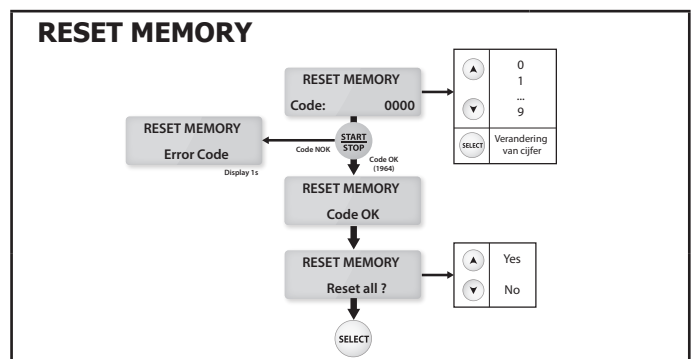 RESET MEMORY
RESET MEMORY
Code: 0000
0
1
...
9
SELECT
Verandering
van cijfer
START
STOP
Code NOK
RESET MEMORY
Error Code
Display 1s
Code OK
(1964)
RESET MEMORY
Code OK
RESET MEMORY
Reset all ?
Yes
No
SELECT